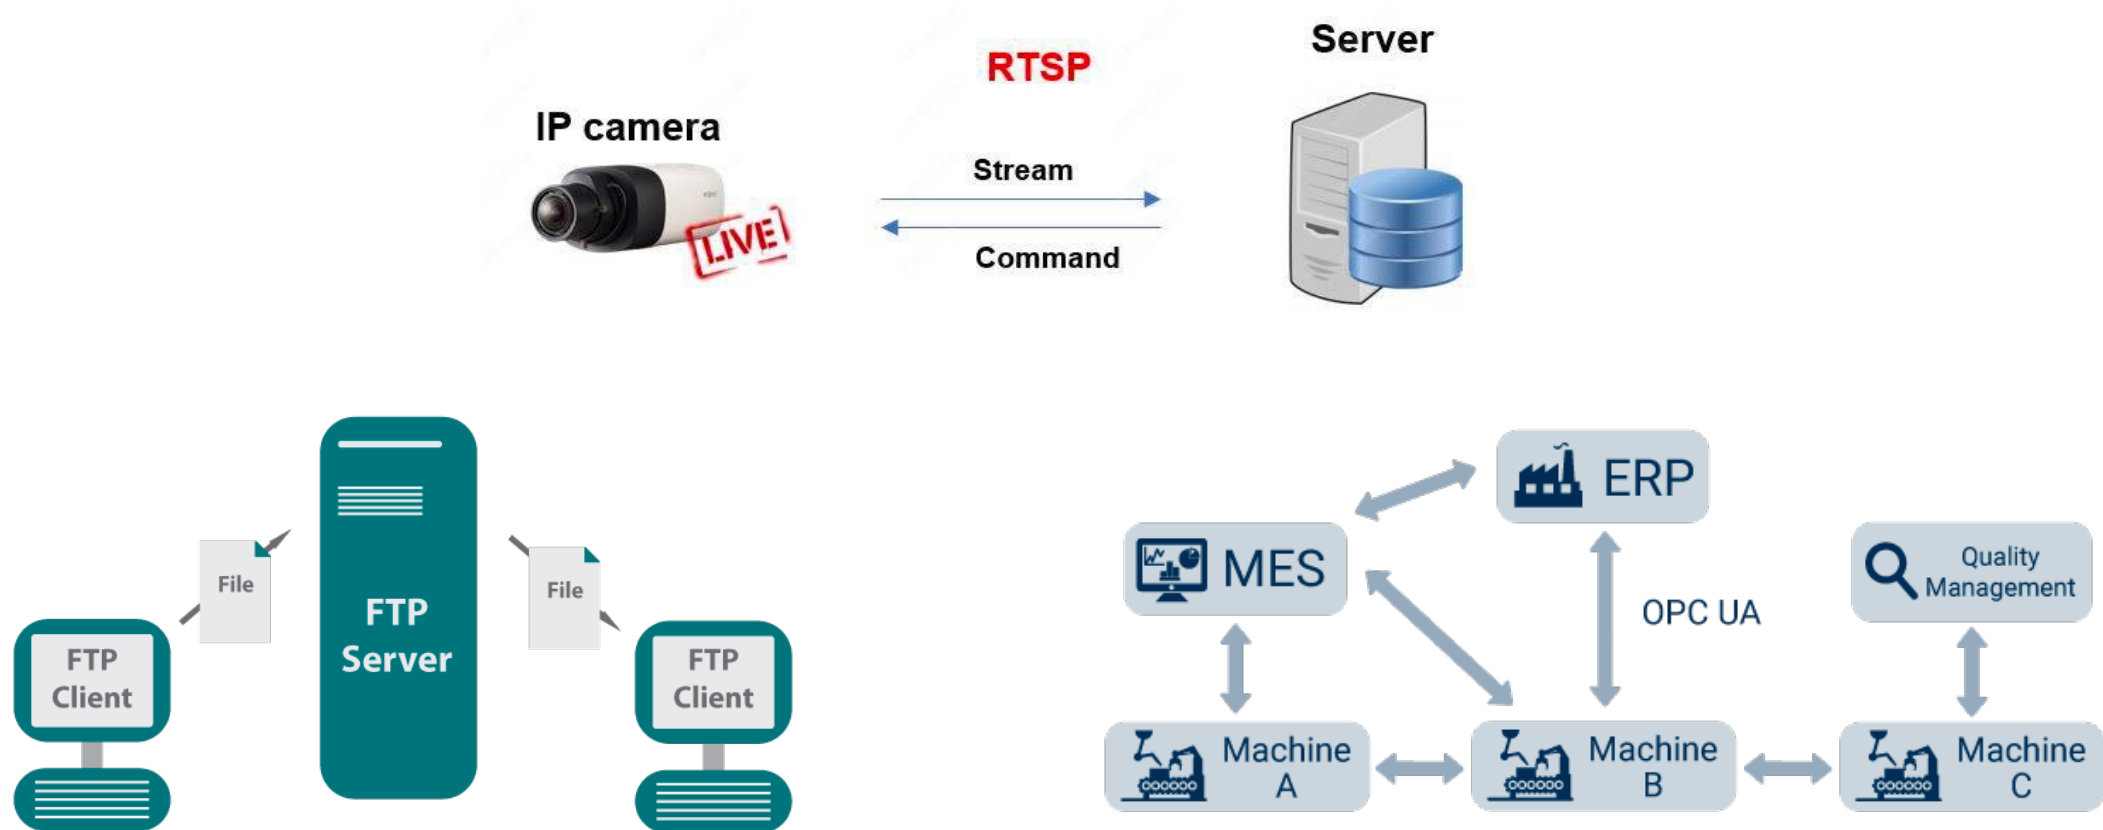 RTSP
Server
IP camera
LIVE
Stream
Command
File
File
FTP
Server
FTP
Client
FTP
Client
ERP
MES
Quality
Management
OPC UA
Machine
A
Machine
B
Machine
C